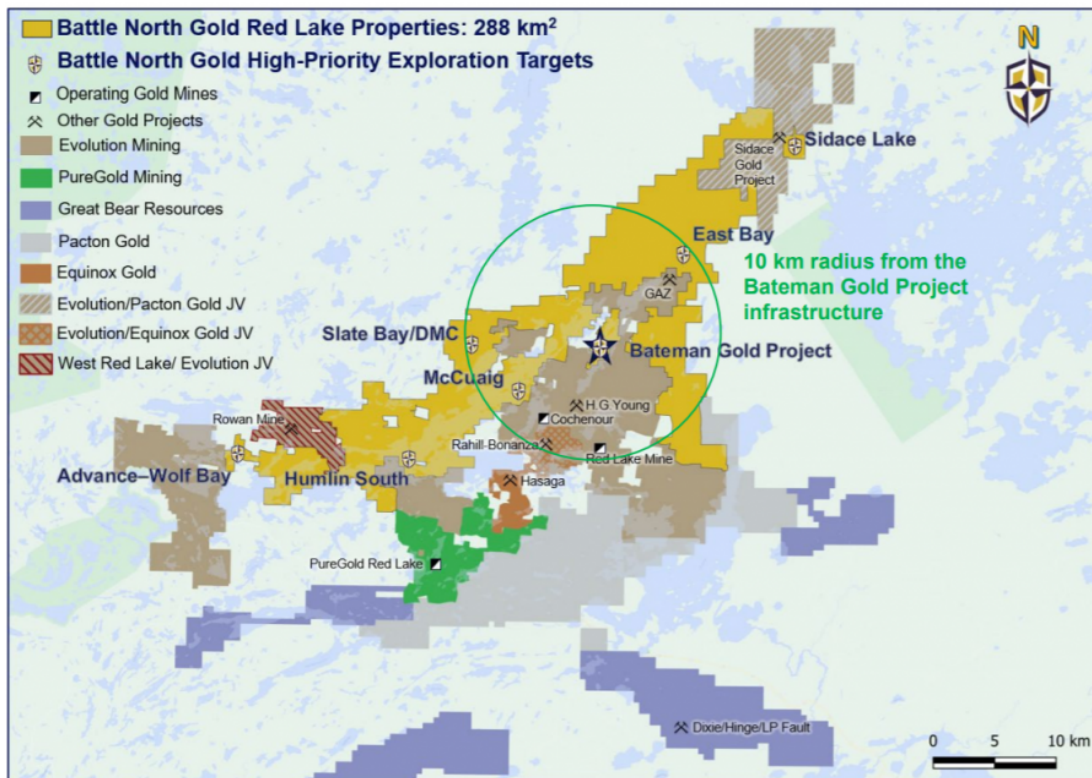 Battle North Gold Red Lake Properties: 288 km²
Battle North Gold High-Priority Exploration Targets
Operating Gold Mines
Other Gold Projects
Evolution Mining
PureGold Mining
Great Bear Resources
Pacton Gold
Equinox Gold
Evolution/Pacton Gold JV
Evolution/Equinox Gold JV
West Red Lake/ Evolution JV
N
Sidace Lake
Sidace
Gold
Project
East Bay
10 km radius from the
Bateman Gold Project
infrastructure
GAZ
Slate Bay/DMC
Bateman Gold Project
McCuaig
H.G.Young
Cochenour
Rowan Mine
Rahill-Bonanza
Red Lake Mine
Advance–Wolf Bay
Humlin South
Hasaga
PureGold Red Lake
Dixie/Hinge/LP Fault
0 5 10 km